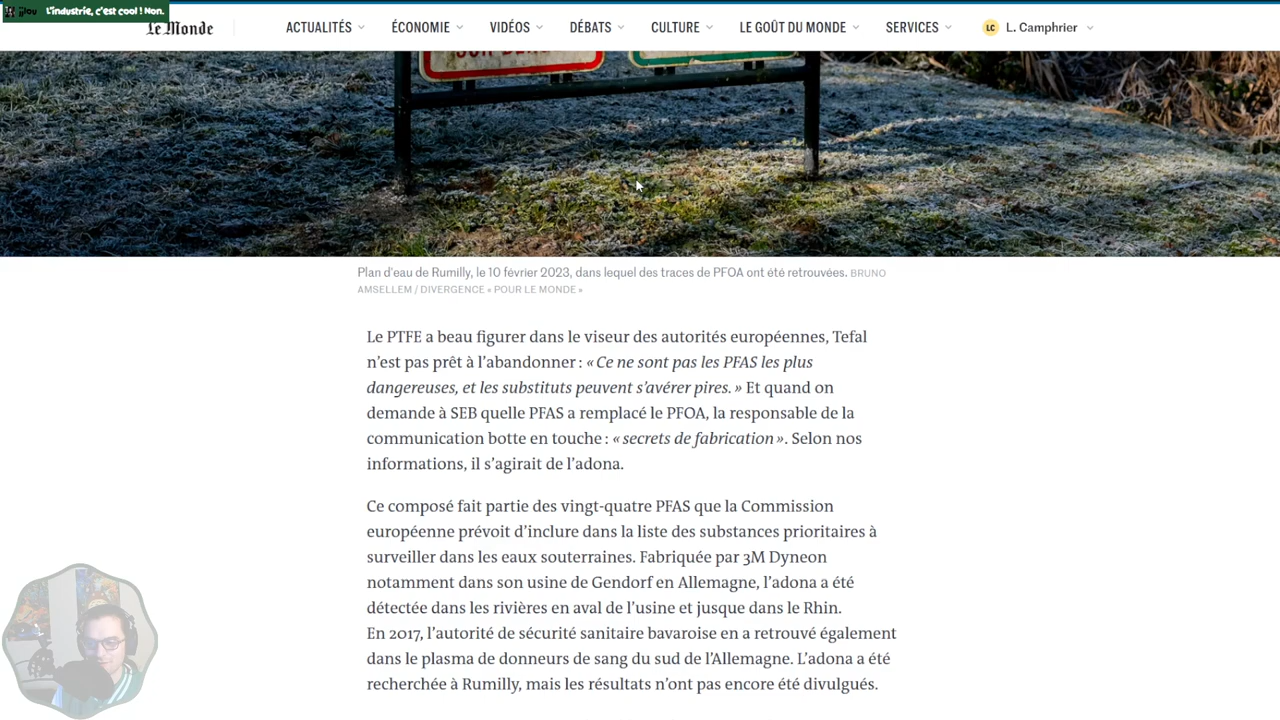 L'industrie, c'est cool ! Non.
Le Monde
ACTUALITÉS ÉCONOMIE VIDÉOS DÉBATS CULTURE LE GOÛT DU MONDE SERVICES LC L. Camphrier
Plan d'eau de Rumilly, le 10 février 2023, dans lequel des traces de PFOA ont été retrouvées. BRUNO
AMSELLEM / DIVERGENCE « POUR LE MONDE »
Le PTFE a beau figurer dans le viseur des autorités européennes, Tefal
n'est pas prêt à l'abandonner : « Ce ne sont pas les PFAS les plus
dangereuses, et les substituts peuvent s'avérer pires. » Et quand on
demande à SEB quelle PFAS a remplacé le PFOA, la responsable de la
communication botte en touche : « secrets de fabrication ». Selon nos
informations, il s'agirait de l'adona.
Ce composé fait partie des vingt-quatre PFAS que la Commission
européenne prévoit d'inclure dans la liste des substances prioritaires à
surveiller dans les eaux souterraines. Fabriquée par 3M Dyneon
notamment dans son usine de Gendorf en Allemagne, l'adona a été
détectée dans les rivières en aval de l'usine et jusque dans le Rhin.
En 2017, l'autorité de sécurité sanitaire bavaroise en a retrouvé également
dans le plasma de donneurs de sang du sud de l'Allemagne. L'adona a été
recherchée à Rumilly, mais les résultats n'ont pas encore été divulgués.